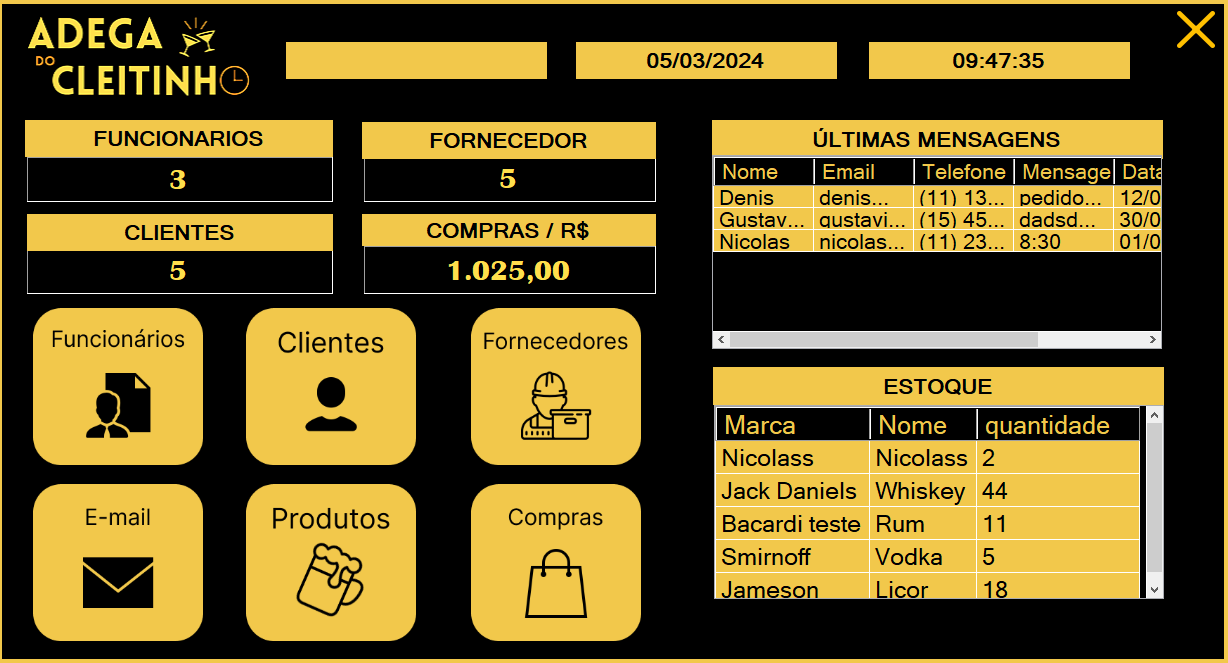 ADEGA
DO
CLEITINHO
05/03/2024
09:47:35
FUNCIONARIOS
3
FORNECEDOR
5
CLIENTES
5
COMPRAS / R$
1.025,00
Funcionários
Clientes
Fornecedores
E-mail
Produtos
Compras
ÚLTIMAS MENSAGENS
Nome Email Telefone Mensage Data
Denis denis... (11) 13... pedido... 12/0
Gustav... gustavi... (15) 45... dadsd... 30/0
Nicolas nicolas... (11) 23... 8:30 01/0
ESTOQUE
Marca Nome quantidade
Nicolass Nicolass 2
Jack Daniels Whiskey 44
Bacardi teste Rum 11
Smirnoff Vodka 5
Jameson Licor 18